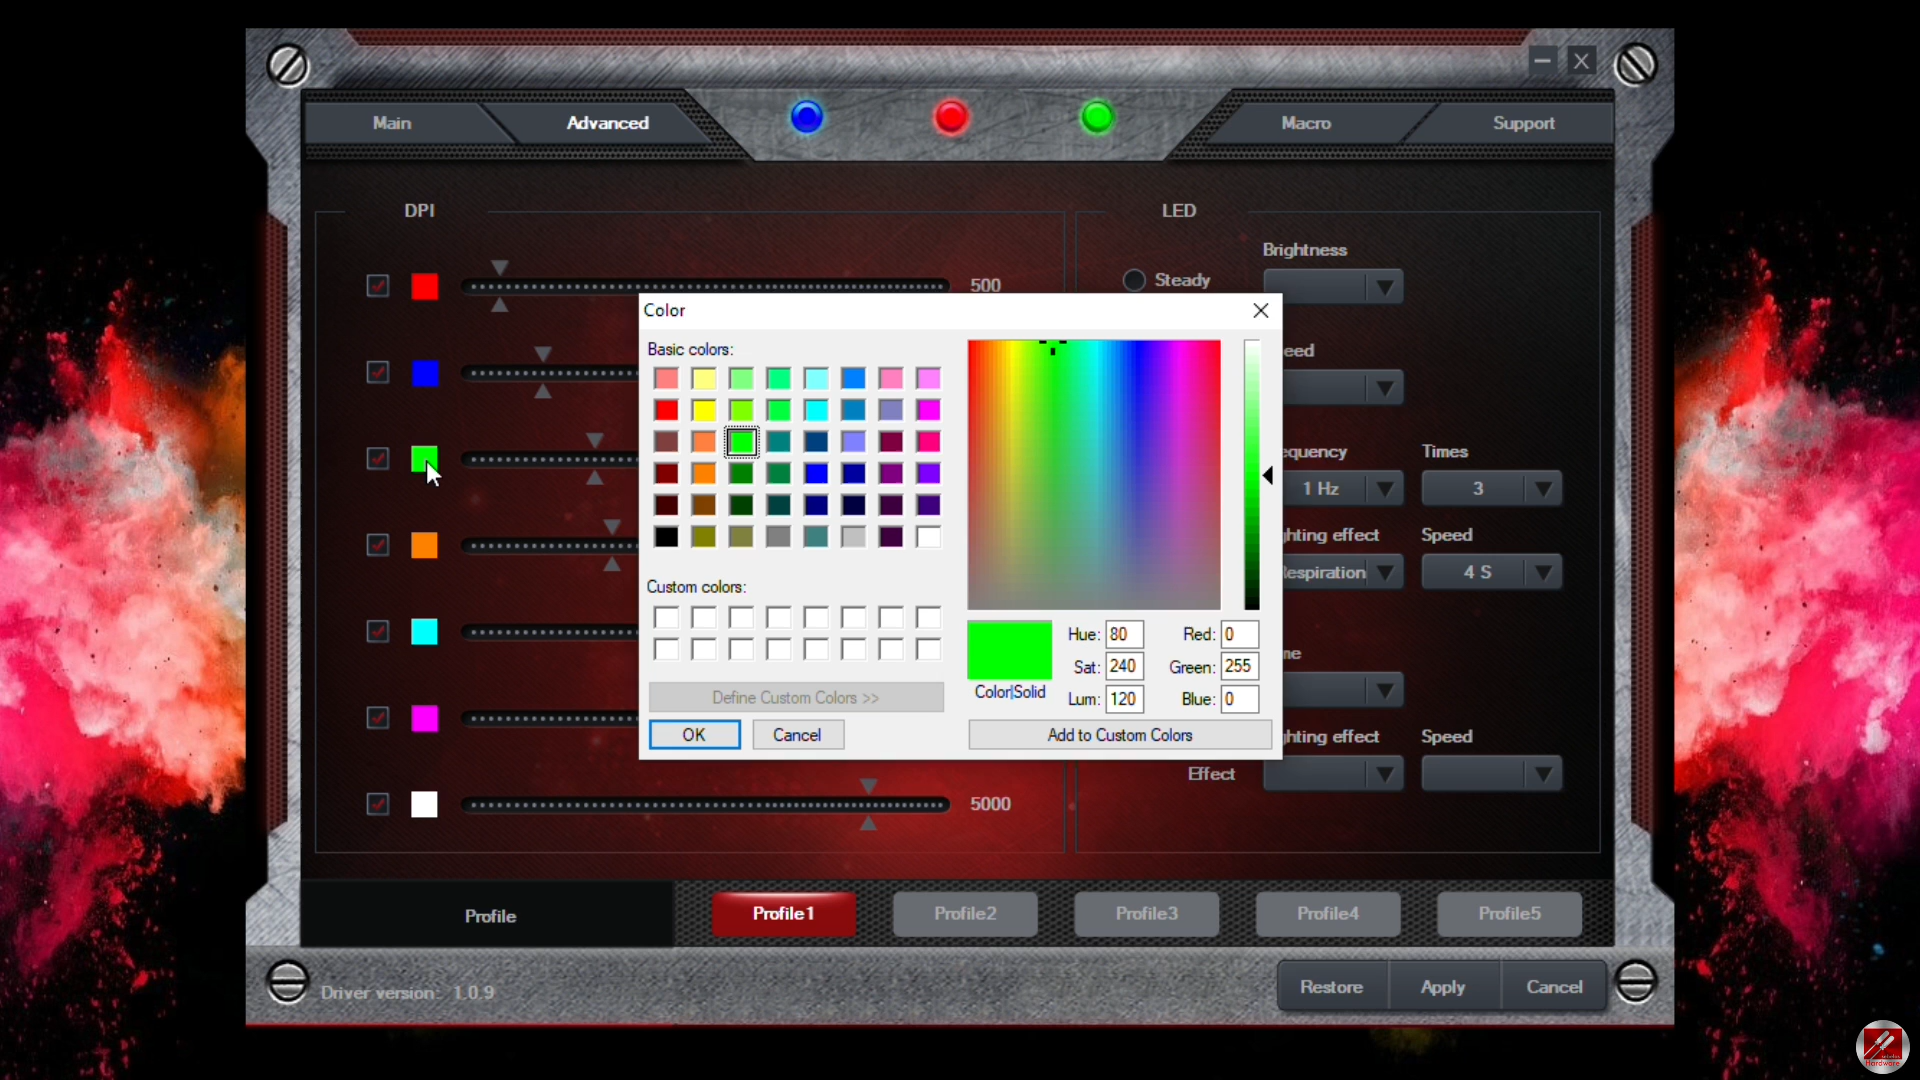 Main
Advanced
Macro
Support
DPI
LED
Brightness
500
Steady
Color
Basic colors:
eed
equency
Times
1 Hz
3
hting effect
Speed
espiration
4 S
Custom colors:
Hue: 80
Red: 0
Sat: 240
Green: 255
Color|Solid
Lum: 120
Blue: 0
me
Define Custom Colors >>
OK
Cancel
Add to Custom Colors
hting effect
Speed
Effect
5000
Profile
Profile1
Profile2
Profile3
Profile4
Profile5
Driver version: 1.0.9
Restore
Apply
Cancel
Hardware